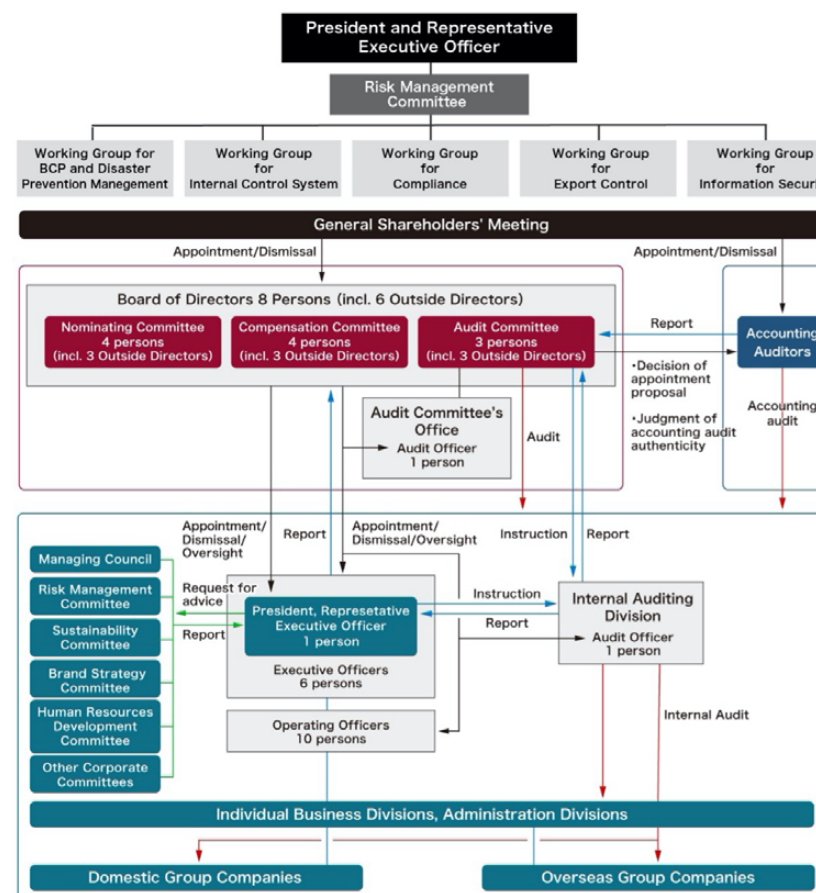 President and Representative
Executive Officer
Risk Management
Committee
Working Group for
BCP and Disaster
Prevention Management
Working Group
for
Internal Control System
Working Group
for
Compliance
Working Group
for
Export Control
Working Group
for
Information Securi
General Shareholders' Meeting
Appointment/Dismissal
Appointment/Dismissal
Board of Directors 8 Persons (incl. 6 Outside Directors)
Nominating Committee
4 persons
(incl. 3 Outside Directors)
Compensation Committee
4 persons
(incl. 3 Outside Directors)
Audit Committee
3 persons
(incl. 3 Outside Directors)
Report
Accounting
Auditors
・Decision of
appointment
proposal
・Judgment of
accounting audit
authenticity
Accounting
audit
Audit Committee's
Office
Audit Officer
1 person
Audit
Appointment/
Dismissal/
Oversight
Report
Appointment/
Dismissal/Oversight
Instruction
Report
Managing Council
Risk Management
Committee
Sustainability
Committee
Brand Strategy
Committee
Human Resources
Development
Committee
Other Corporate
Committees
Request for
advice
Report
President, Represetative
Executive Officer
1 person
Executive Officers
6 persons
Operating Officers
10 persons
Instruction
Report
Internal Auditing
Division
Audit Officer
1 person
Internal Audit
Individual Business Divisions, Administration Divisions
Domestic Group Companies
Overseas Group Companies